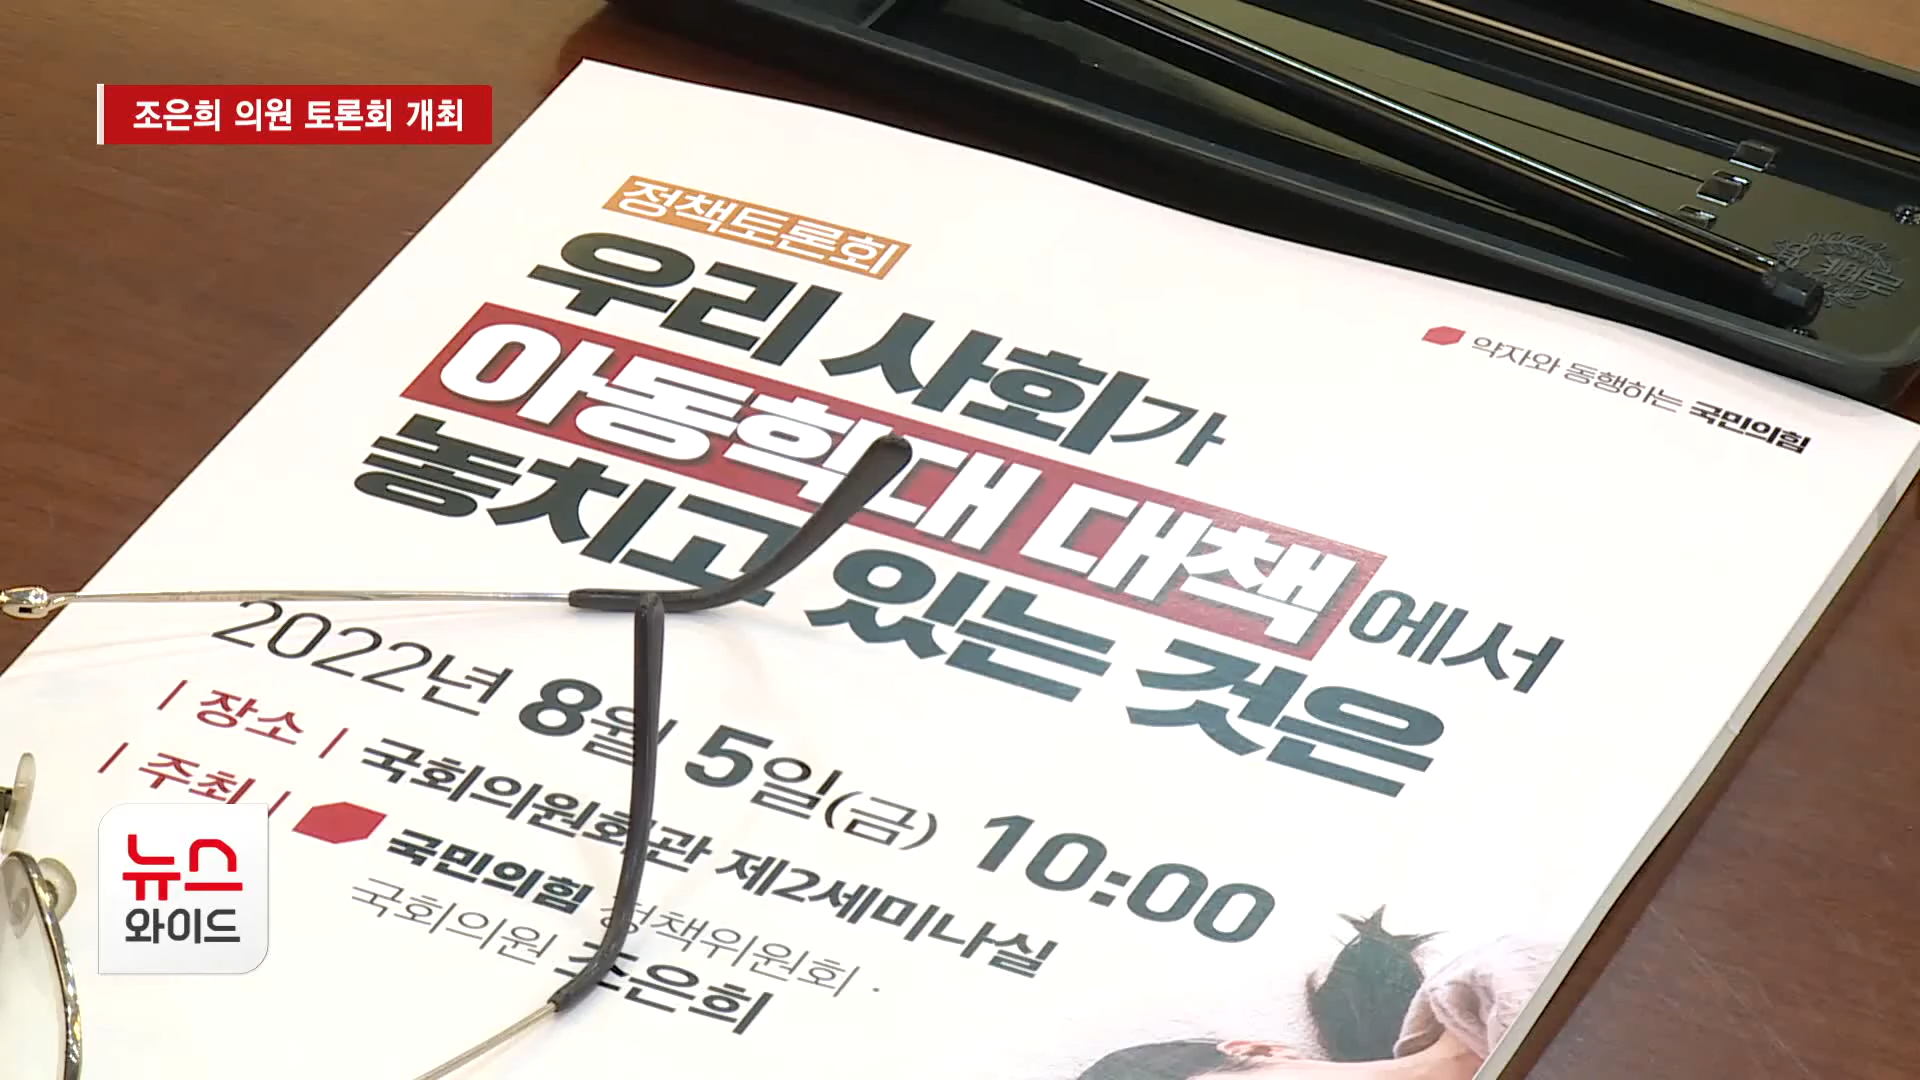 조은희 의원 토론회 개최
정책토론회
우리 사회가
아동학대 대책에서
놓치고 있는 것은
약자와 동행하는 국민의힘
2022년 8월 5일(금) 10:00
| 장소 | 국회의원회관 제2세미나실
| 주최 | 국민의힘 정책위원회 ·
국회의원 조은희
뉴스
와이드